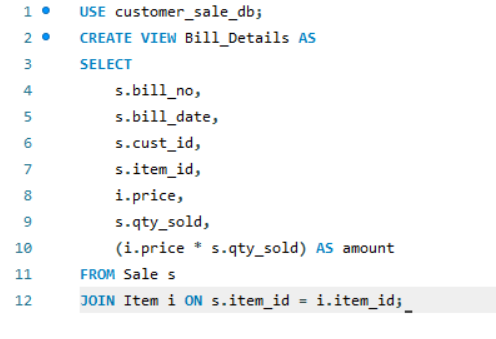 1 USE customer_sale_db;
2 CREATE VIEW Bill_Details AS
3 SELECT
4 s.bill_no,
5 s.bill_date,
6 s.cust_id,
7 s.item_id,
8 i.price,
9 s.qty_sold,
10 (i.price * s.qty_sold) AS amount
11 FROM Sale s
12 JOIN Item i ON s.item_id = i.item_id;